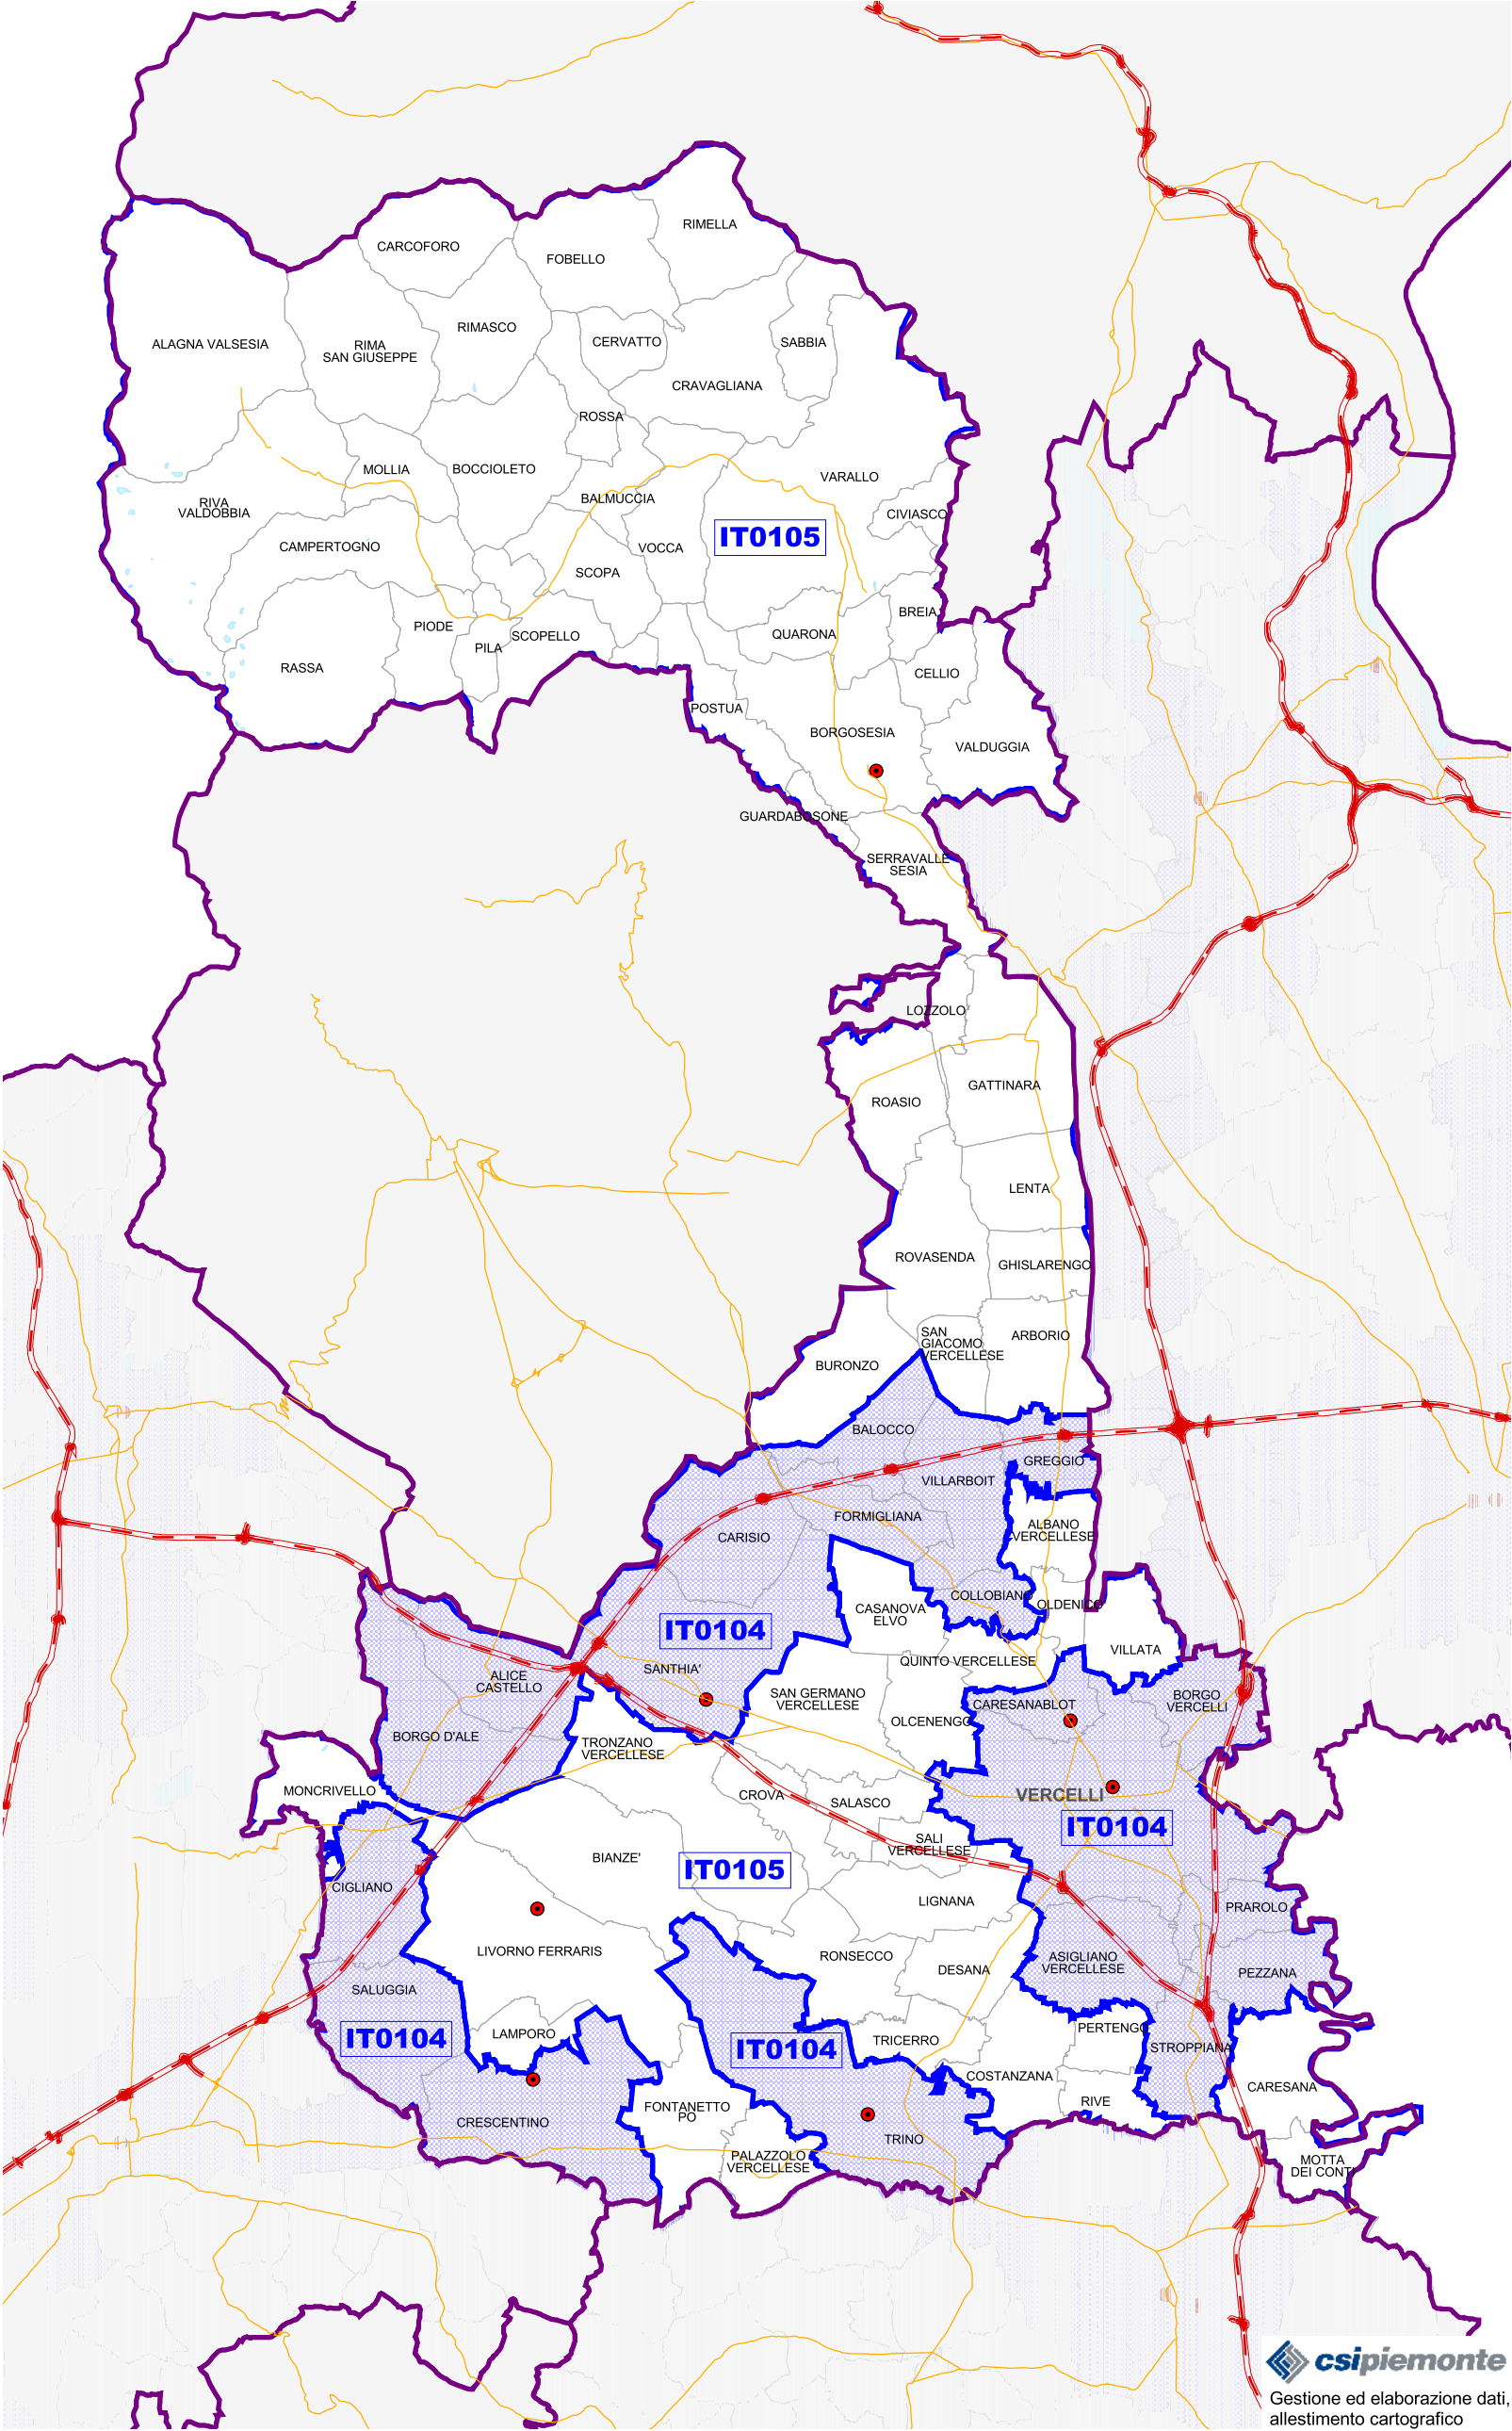 RIMELLA
CARCOFORO
FOBELLO
RIMASCO
ALAGNA VALSESIA
RIMA
SAN GIUSEPPE
CERVATTO
SABBIA
CRAVAGLIANA
ROSSA
MOLLIA
BOCCIOLETO
VARALLO
RIVA
VALDOBBIA
BALMUCCIA
CIVIASCO
IT0105
CAMPERTOGNO
VOCCA
SCOPA
BREIA
PIODE
SCOPELLO
QUARONA
PILA
RASSA
CELLIO
POSTUA
BORGOSESIA
VALDUGGIA
GUARDABOSONE
SERRAVALLE
SESIA
LOZZOLO
GATTINARA
ROASIO
LENTA
ROVASENDA
GHISLARENGO
SAN
GIACOMO
VERCELLESE
ARBORIO
BURONZO
BALOCCO
GREGGIO
VILLARBOIT
FORMIGLIANA
ALBANO
VERCELLESE
CARISIO
COLLOBIANO
OLDENICO
CASANOVA
ELVO
IT0104
VILLATA
QUINTO VERCELLESE
SANTHIA'
ALICE
CASTELLO
SAN GERMANO
VERCELLESE
CARESANABLOT
BORGO
VERCELLI
OLCENENGO
BORGO D'ALE
TRONZANO
VERCELLESE
MONCRIVELLO
CROVA
SALASCO
VERCELLI
IT0104
SALI
VERCELLESE
BIANZE'
IT0105
CIGLIANO
LIGNANA
PRAROLO
LIVORNO FERRARIS
RONSECCO
ASIGLIANO
VERCELLESE
DESANA
PEZZANA
SALUGGIA
IT0104
LAMPORO
IT0104
TRICERRO
PERTENGO
STROPPIANA
COSTANZANA
CARESANA
RIVE
FONTANETTO
PO
CRESCENTINO
TRINO
PALAZZOLO
VERCELLESE
MOTTA
DEI CONTI
csipiemonte
Gestione ed elaborazione dati,
allestimento cartografico